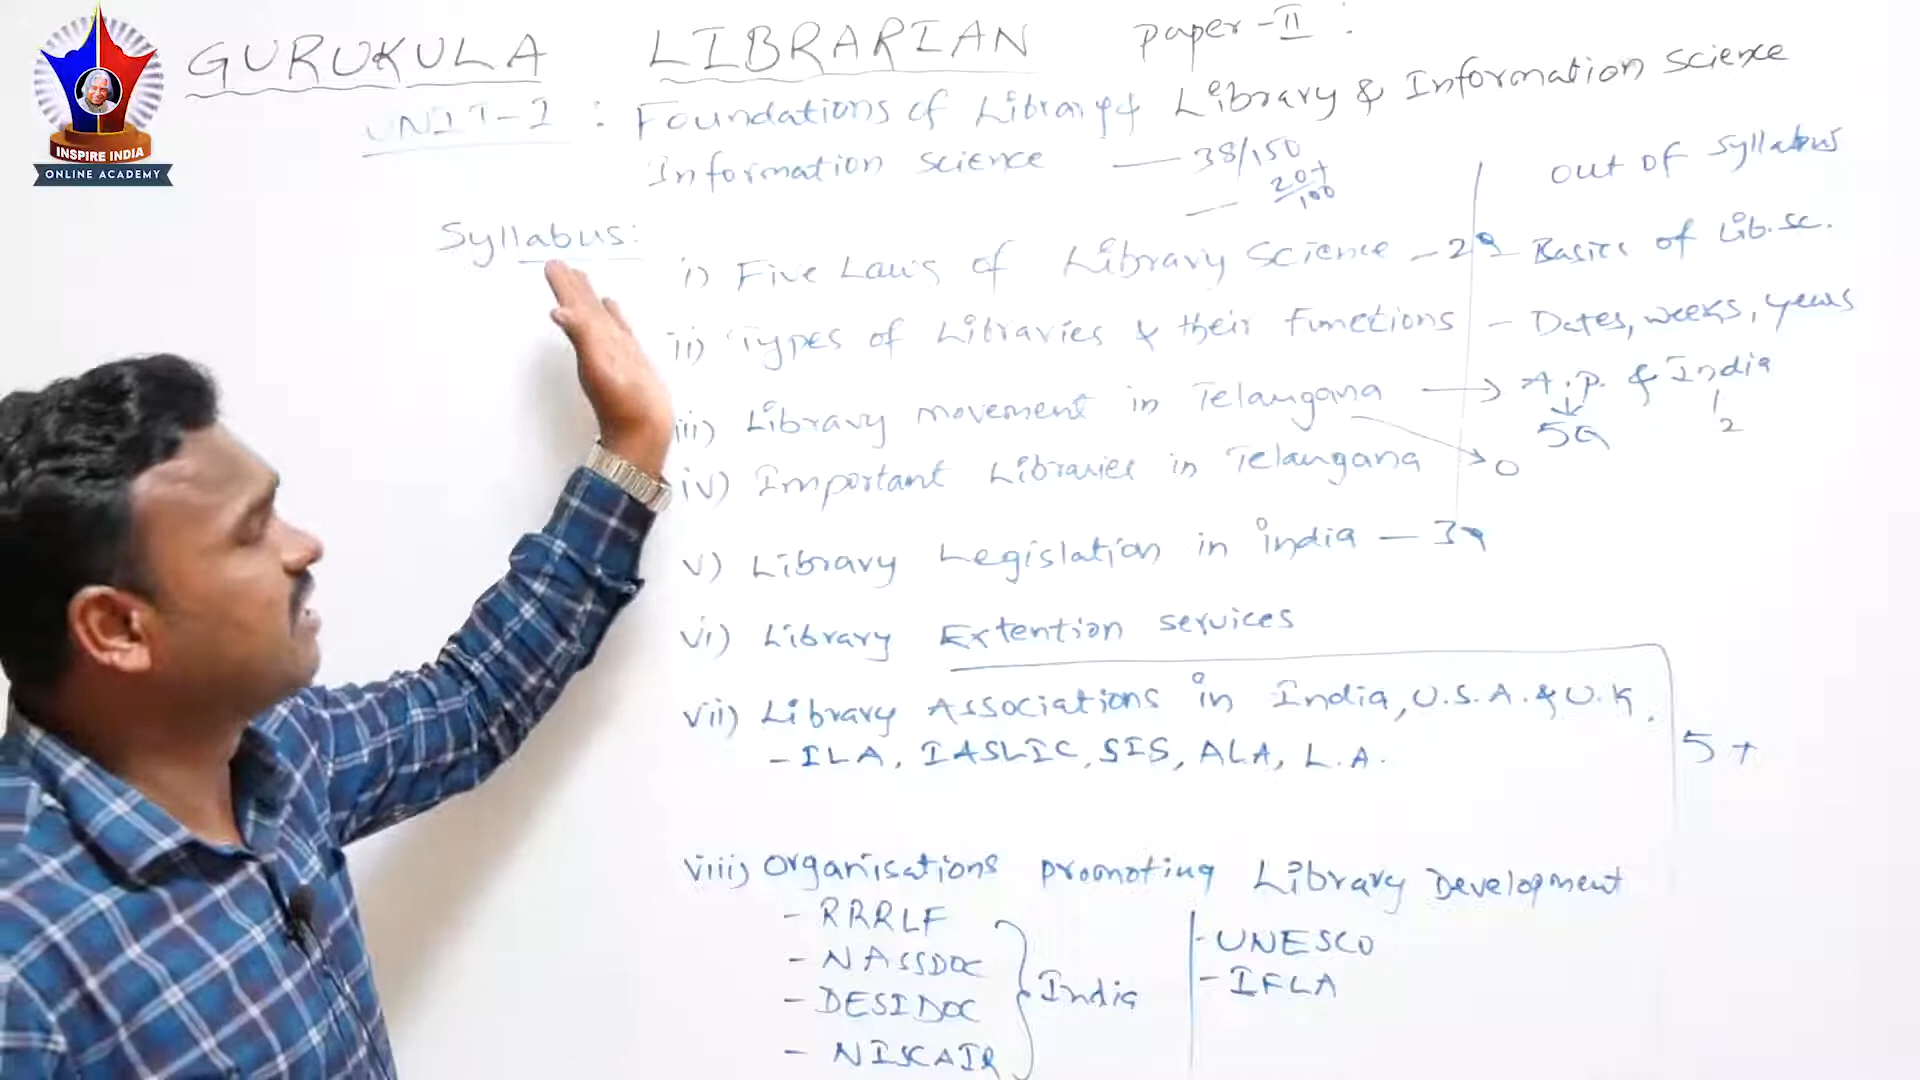 INSPIRE INDIA
ONLINE ACADEMY
GURUKULA LIBRARIAN paper-II :
Library & Information Science
UNIT-I : Foundations of Library &
Information science — 38/150
— 20+/100
out of syllabus
Syllabus:
i) Five Laws of Library Science - 2q - Basics of Lib.sc.
ii) Types of Libraries & their Functions - Dates, weeks, years
iii) Library movement in Telangana → A.P. & India
5Q 1 2
iv) Important Libraries in Telangana 0
v) Library Legislation in india — 3q
vi) Library Extention services
vii) Library Associations in India, U.S.A. & U.K.
- ILA, IASLIC, SIS, ALA, L.A.
5+
viii) Organisations promoting Library Development
- RRRLF
- NASSDOC
- DESIDOC
- NISCAIR
India
- UNESCO
- IFLA